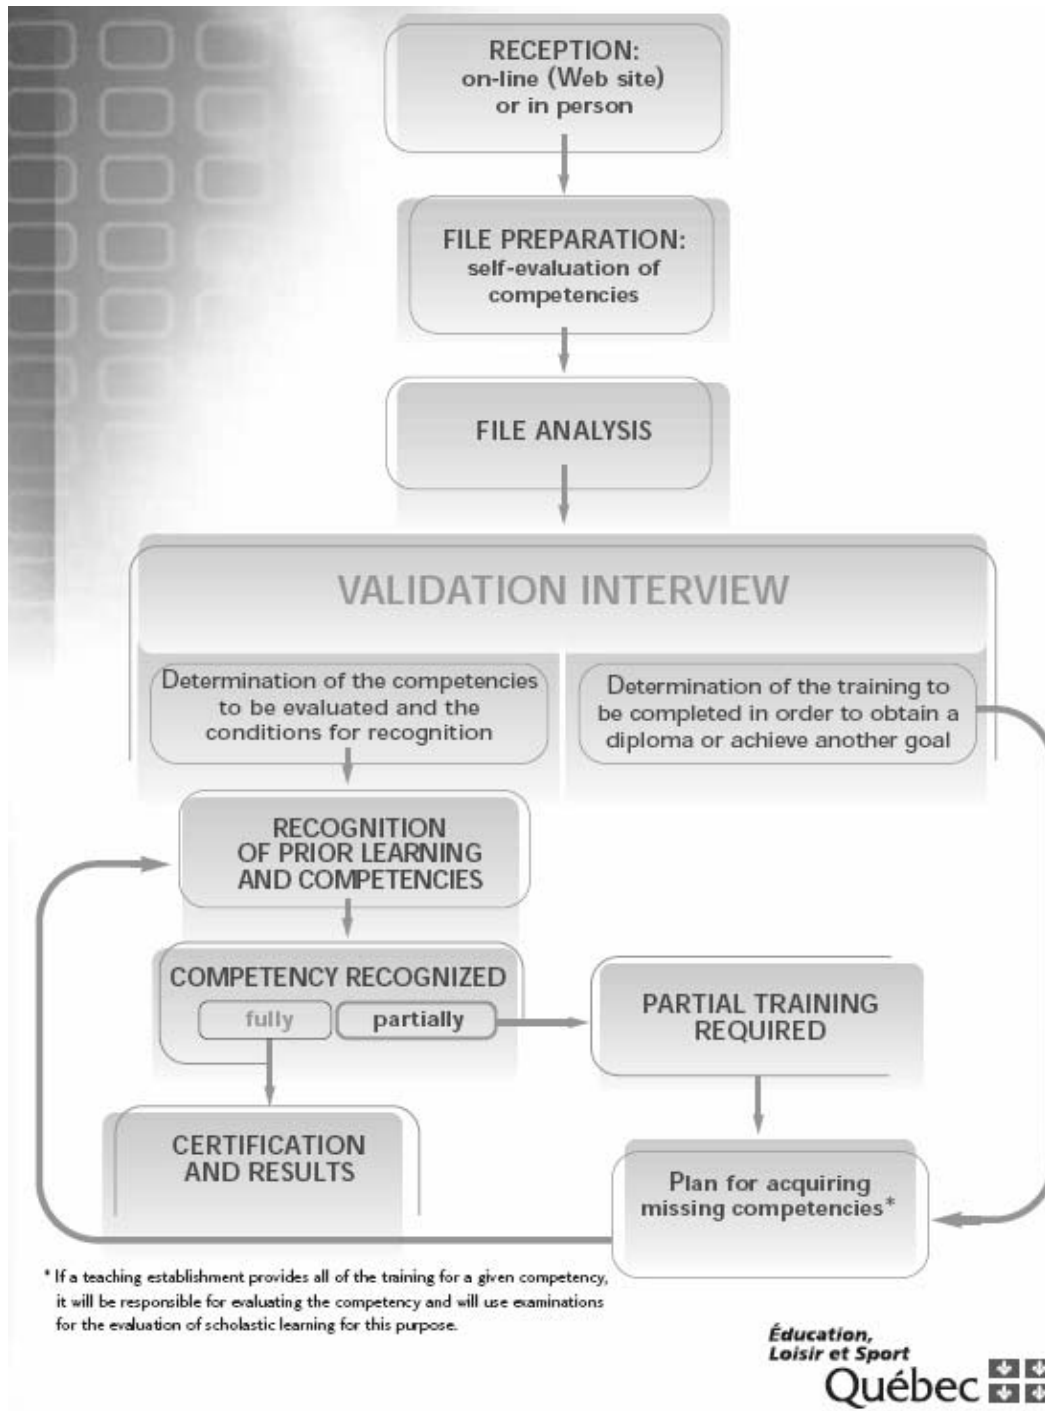 RECEPTION:
on-line (Web site)
or in person
FILE PREPARATION:
self-evaluation of
competencies
FILE ANALYSIS
VALIDATION INTERVIEW
Determination of the competencies
to be evaluated and the
conditions for recognition
Determination of the training to
be completed in order to obtain a
diploma or achieve another goal
RECOGNITION
OF PRIOR LEARNING
AND COMPETENCIES
COMPETENCY RECOGNIZED
fully
partially
PARTIAL TRAINING
REQUIRED
CERTIFICATION
AND RESULTS
Plan for acquiring
missing competencies*
* If a teaching establishment provides all of the training for a given competency,
it will be responsible for evaluating the competency and will use examinations
for the evaluation of scholastic learning for this purpose.
Éducation,
Loisir et Sport
Québec